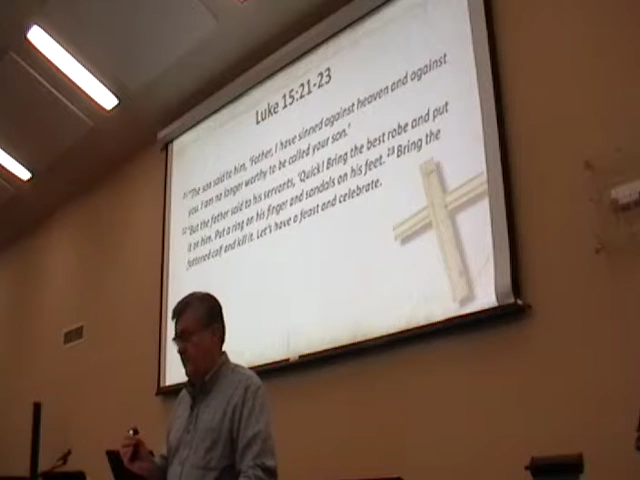 Luke 15:21-23
21 "The son said to him, 'Father, I have sinned against heaven and against
you. I am no longer worthy to be called your son.'
22 "But the father said to his servants, 'Quick! Bring the best robe and put
it on him. Put a ring on his finger and sandals on his feet. 23 Bring the
fattened calf and kill it. Let's have a feast and celebrate.